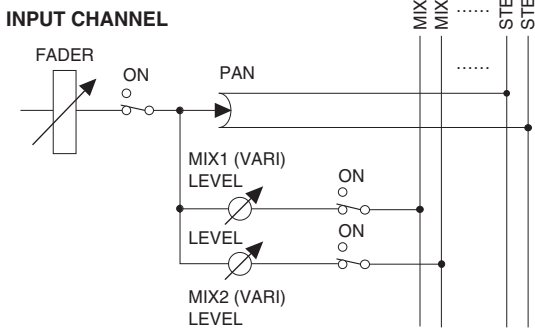 INPUT CHANNEL
MIX
MIX
......
STE
STE
FADER
ON
PAN
......
MIX1 (VARI)
LEVEL
ON
LEVEL
ON
MIX2 (VARI)
LEVEL